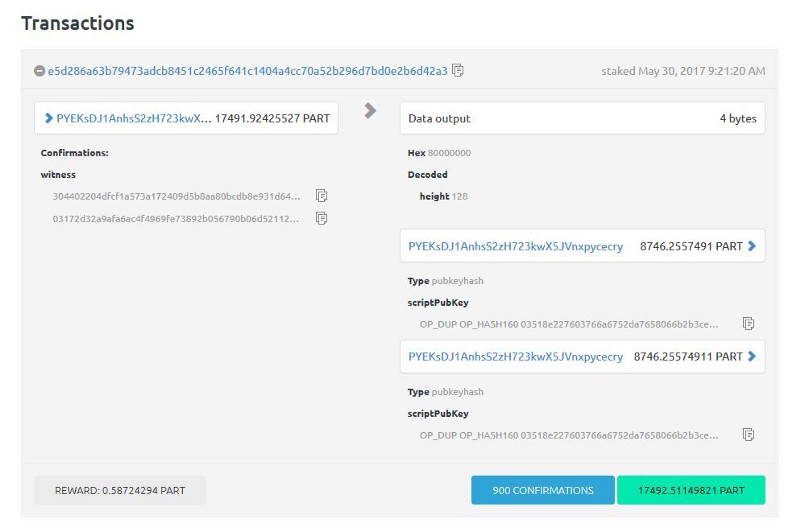 Transactions
e5d286a63b79473adcb8451c2465f641c1404a4cc70a52b296d7bd0e2b6d42a3 staked May 30, 2017 9:21:20 AM
PYEKsDJ1AnhsS2zH723kwX... 17491.92425527 PART
Confirmations:
witness
304402204dfcf1a573a172409d5b8aa80bcdb8e931d64...
03172d32a9afa6ac4f4969fe73892b056790b06d52112...
Data output 4 bytes
Hex 80000000
Decoded
height 128
PYEKsDJ1AnhsS2zH723kwX5JVnxpycecry 8746.2557491 PART
Type pubkeyhash
scriptPubKey
OP_DUP OP_HASH160 03518e227603766a6752da7658066b2b3ce...
PYEKsDJ1AnhsS2zH723kwX5JVnxpycecry 8746.25574911 PART
Type pubkeyhash
scriptPubKey
OP_DUP OP_HASH160 03518e227603766a6752da7658066b2b3ce...
REWARD: 0.58724294 PART 900 CONFIRMATIONS 17492.51149821 PART